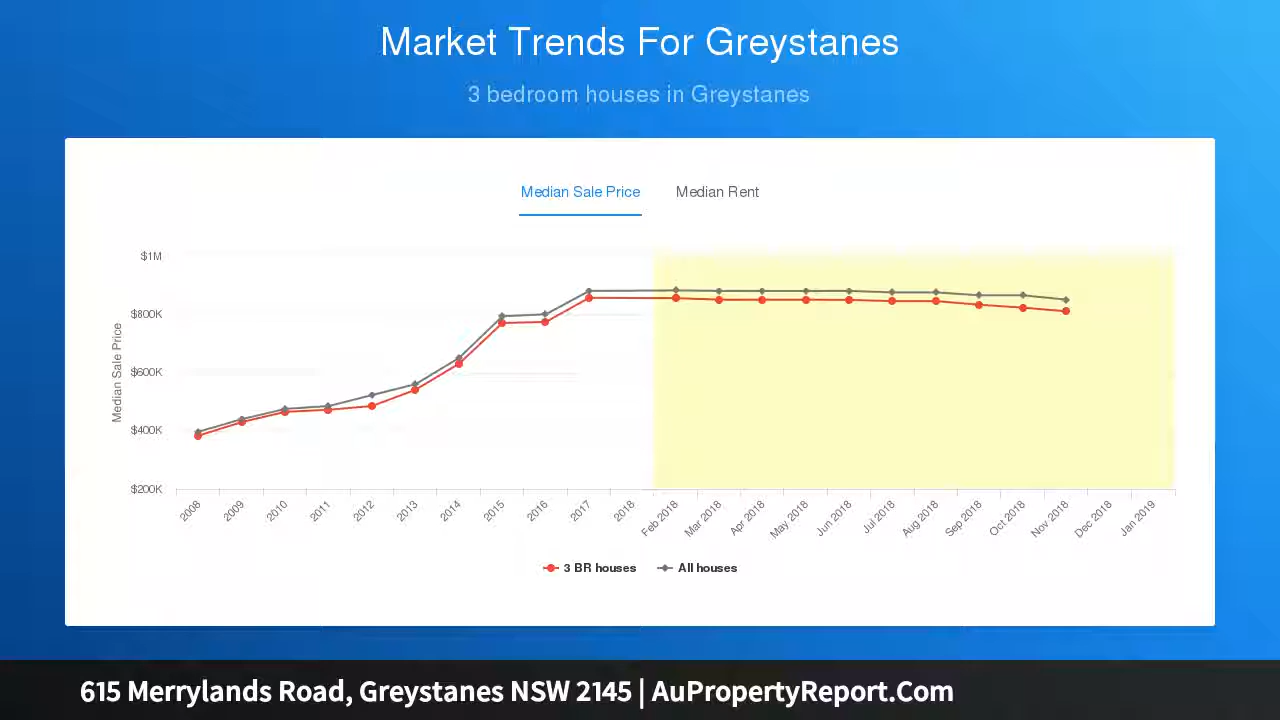 Market Trends For Greystanes
3 bedroom houses in Greystanes
Median Sale Price Median Rent
Median Sale Price
$1M
$800K
$600K
$400K
$200K
2008 2009 2010 2011 2012 2013 2014 2015 2016 2017 2018 Feb 2018 Mar 2018 Apr 2018 May 2018 Jun 2018 Jul 2018 Aug 2018 Sep 2018 Oct 2018 Nov 2018 Dec 2018 Jan 2019
3 BR houses All houses
615 Merrylands Road, Greystanes NSW 2145 | AuPropertyReport.Com